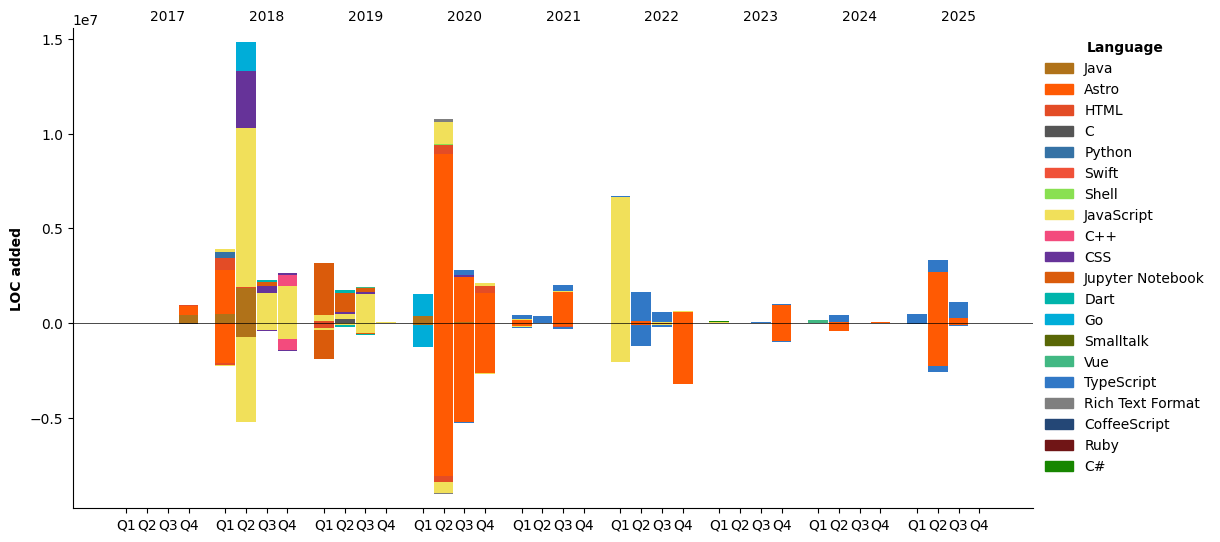 2017 2018 2019 2020 2021 2022 2023 2024 2025
1e7
1.5
1.0
0.5
0.0
−0.5
LOC added
Q1 Q2 Q3 Q4 Q1 Q2 Q3 Q4 Q1 Q2 Q3 Q4 Q1 Q2 Q3 Q4 Q1 Q2 Q3 Q4 Q1 Q2 Q3 Q4 Q1 Q2 Q3 Q4 Q1 Q2 Q3 Q4 Q1 Q2 Q3 Q4
Language
Java
Astro
HTML
C
Python
Swift
Shell
JavaScript
C++
CSS
Jupyter Notebook
Dart
Go
Smalltalk
Vue
TypeScript
Rich Text Format
CoffeeScript
Ruby
C#